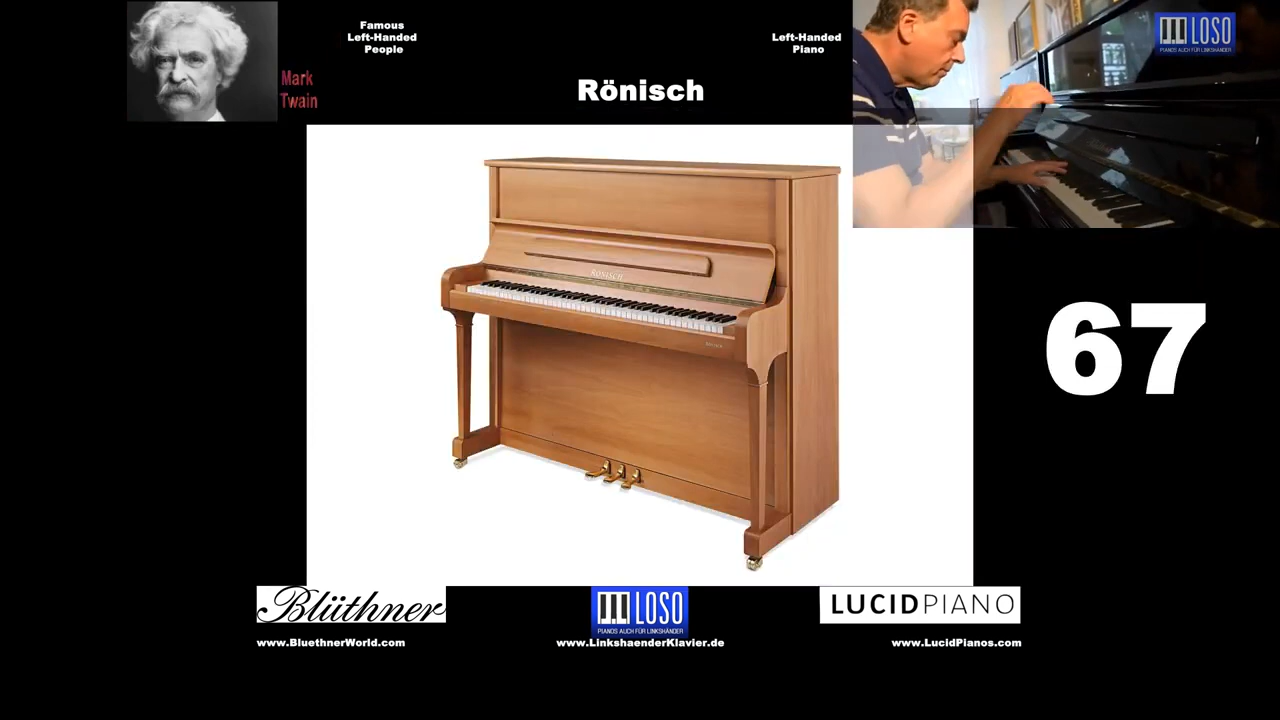 Famous
Left-Handed
People
Left-Handed
Piano
LOSO
PIANOS AUCH FÜR LINKSHÄNDER
Mark
Twain
Rönisch
RÖNISCH
67
Blüthner
LOSO
PIANOS AUCH FÜR LINKSHÄNDER
LUCIDPIANO
www.BluethnerWorld.com
www.LinkshaenderKlavier.de
www.LucidPianos.com